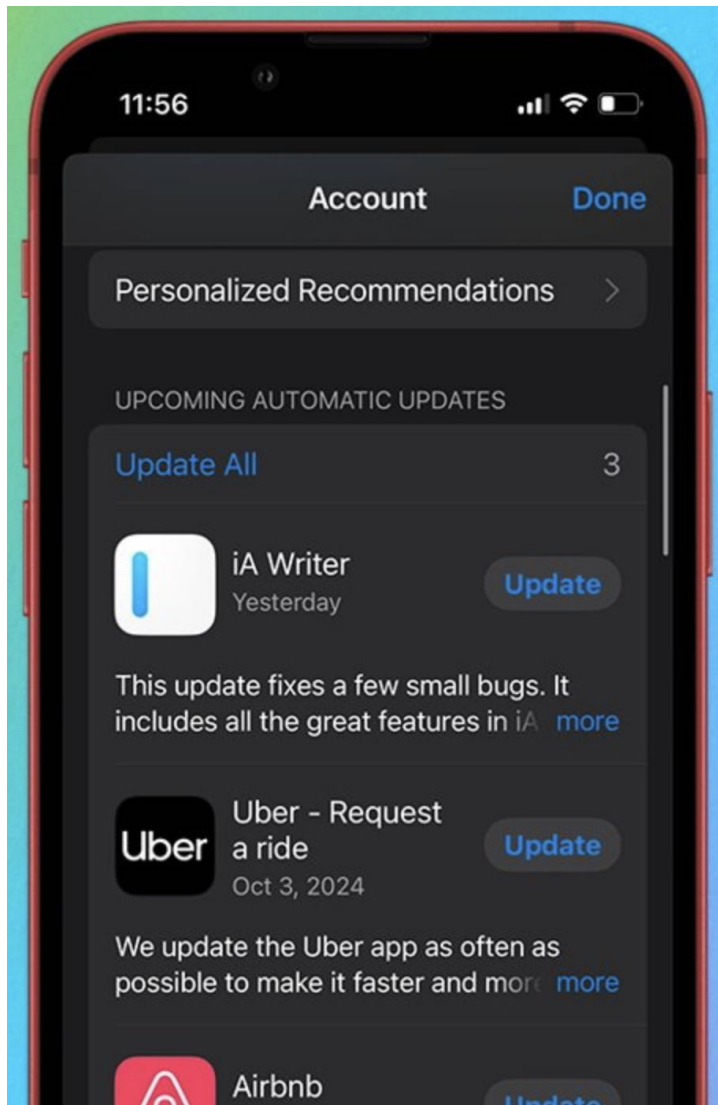 11:56
Account
Done
Personalized Recommendations
UPCOMING AUTOMATIC UPDATES
Update All
3
iA Writer
Yesterday
Update
This update fixes a few small bugs. It
includes all the great features in iA more
Uber
Uber - Request
a ride
Oct 3, 2024
Update
We update the Uber app as often as
possible to make it faster and more more
Airbnb
Update